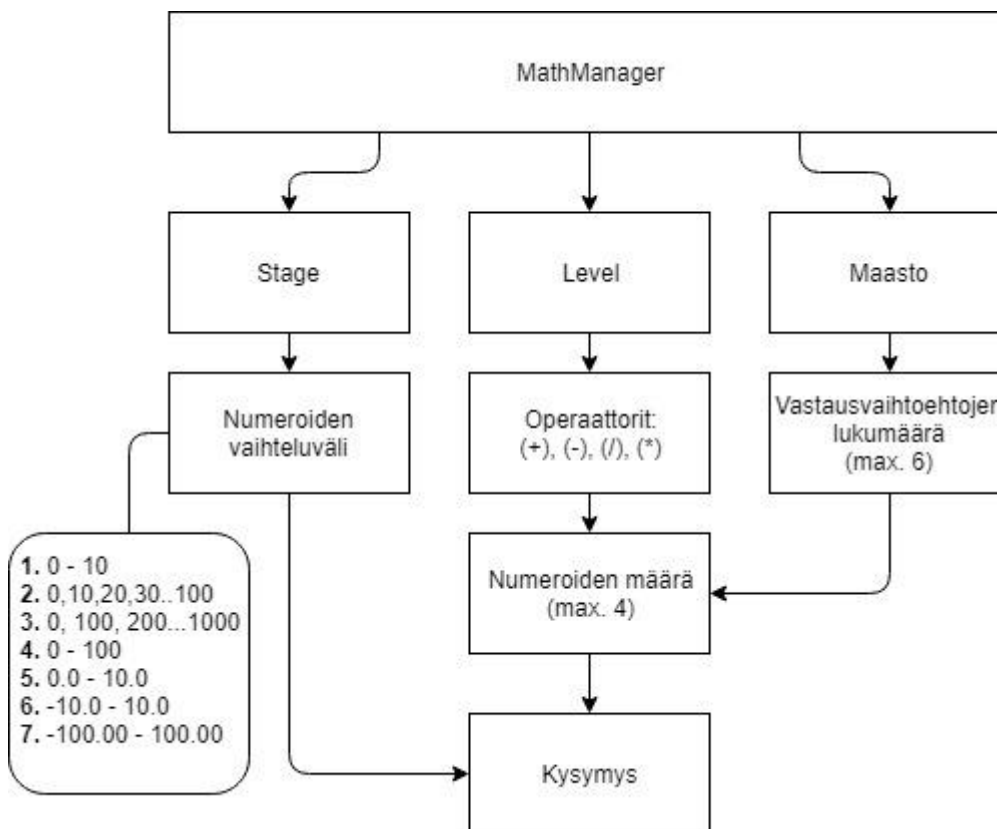 MathManager
Stage
Level
Maasto
Numeroiden
vaihteluväli
Operaattorit:
(+), (-), (/), (*)
Vastausvaihtoehtojen
lukumäärä
(max. 6)
1. 0 - 10
2. 0,10,20,30..100
3. 0, 100, 200...1000
4. 0 - 100
5. 0.0 - 10.0
6. -10.0 - 10.0
7. -100.00 - 100.00
Numeroiden määrä
(max. 4)
Kysymys